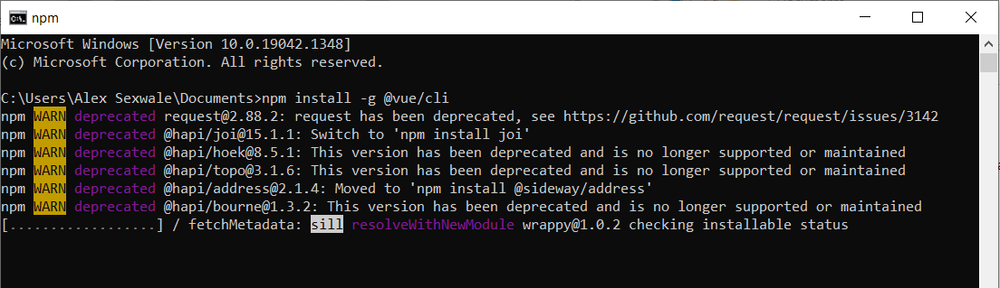 npm
Microsoft Windows [Version 10.0.19042.1348]
(c) Microsoft Corporation. All rights reserved.
C:\Users\Alex Sexwale\Documents>npm install -g @vue/cli
npm WARN deprecated request@2.88.2: request has been deprecated, see https://github.com/request/request/issues/3142
npm WARN deprecated @hapi/joi@15.1.1: Switch to 'npm install joi'
npm WARN deprecated @hapi/hoek@8.5.1: This version has been deprecated and is no longer supported or maintained
npm WARN deprecated @hapi/topo@3.1.6: This version has been deprecated and is no longer supported or maintained
npm WARN deprecated @hapi/address@2.1.4: Moved to 'npm install @sideway/address'
npm WARN deprecated @hapi/bourne@1.3.2: This version has been deprecated and is no longer supported or maintained
[..................] / fetchMetadata: sill resolveWithNewModule wrappy@1.0.2 checking installable status